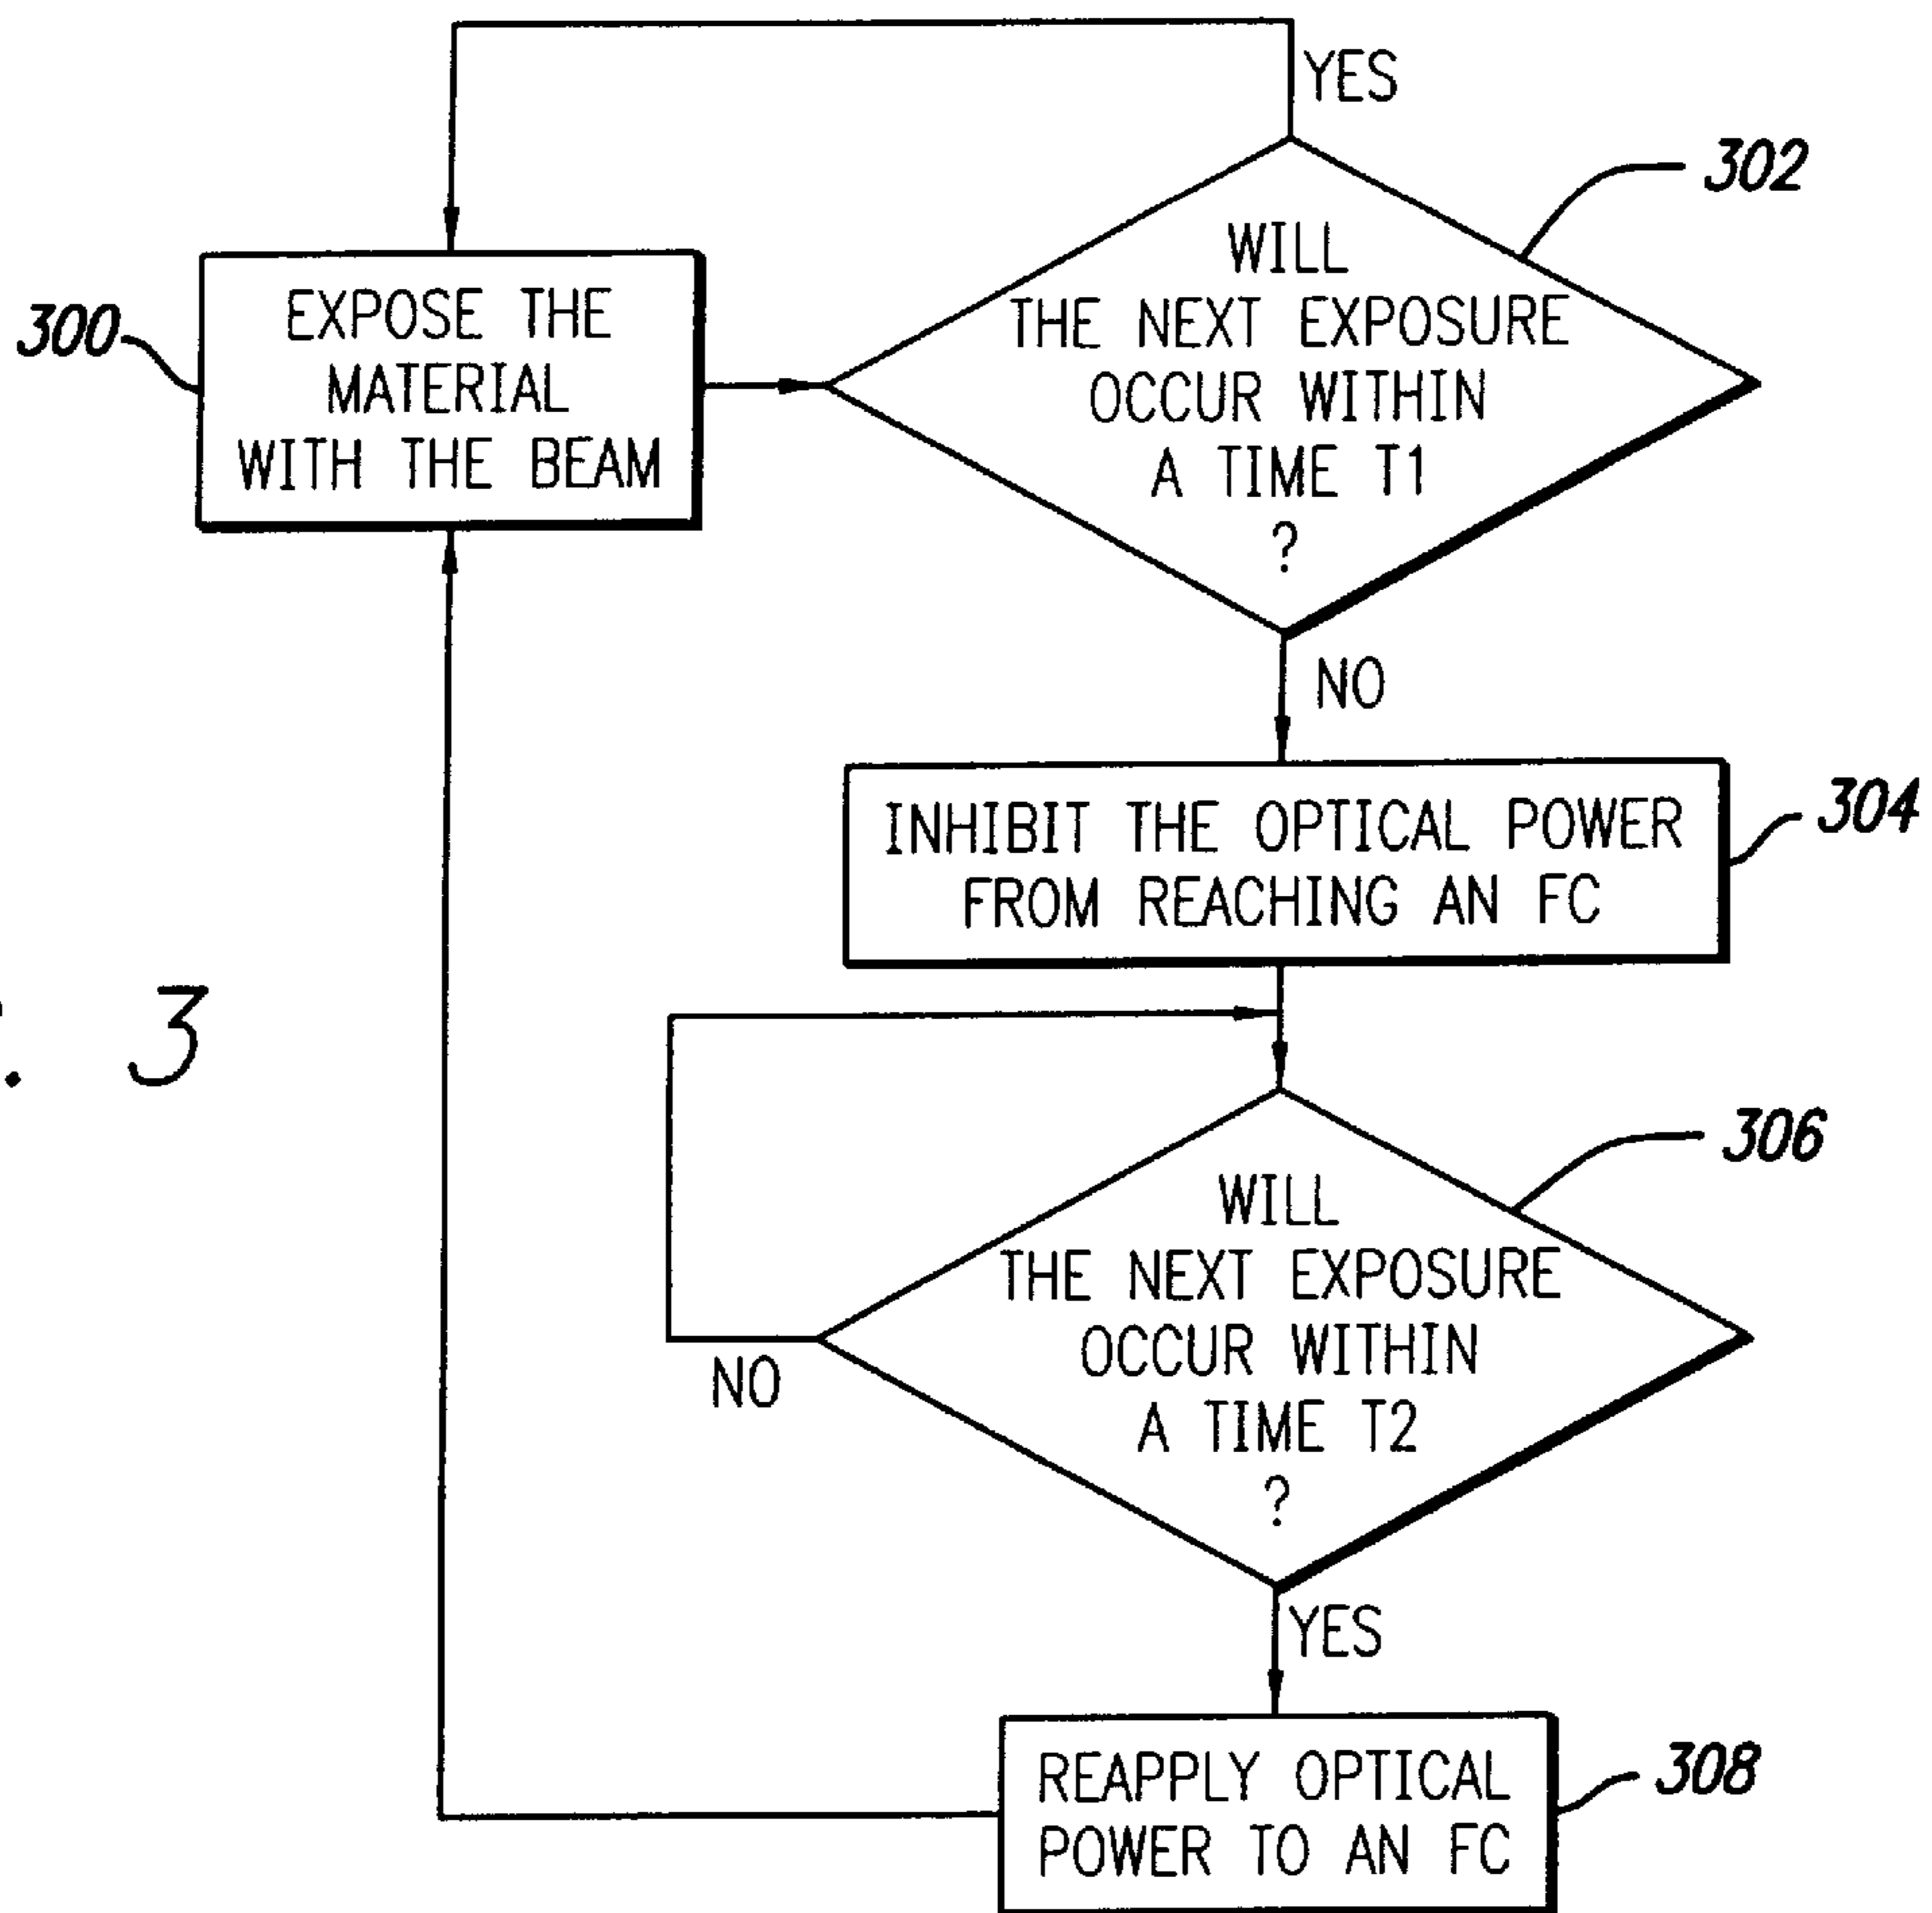 YES
302
300
EXPOSE THE
MATERIAL
WITH THE BEAM
WILL
THE NEXT EXPOSURE
OCCUR WITHIN
A TIME T1
?
NO
304
INHIBIT THE OPTICAL POWER
FROM REACHING AN FC
. 3
306
WILL
THE NEXT EXPOSURE
OCCUR WITHIN
A TIME T2
?
NO
YES
308
REAPPLY OPTICAL
POWER TO AN FC